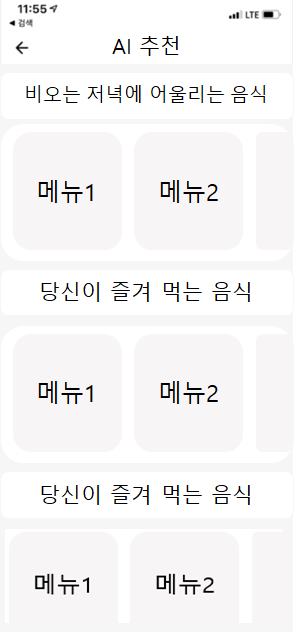 11:55
LTE
◀ 검색
AI 추천
비오는 저녁에 어울리는 음식
메뉴1 메뉴2
당신이 즐겨 먹는 음식
메뉴1 메뉴2
당신이 즐겨 먹는 음식
메뉴1 메뉴2